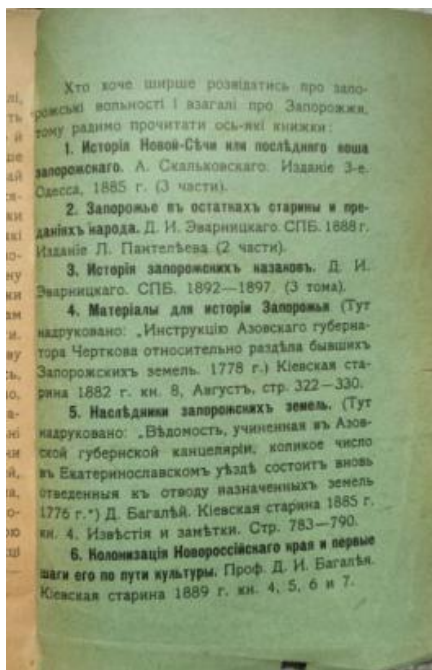 Хто хоче ширше розвідатись про запо-
рожські вольності і взагалі про Запорожжя,
тому радимо прочитати ось-які книжки:
1. Исторія Новой-Сѣчи или послѣдняго коша
запорожскаго. А. Скальковскаго. Изданіе 3-е.
Одесса, 1885 г. (3 части).
2. Запорожье въ остаткахъ старины и пре-
даніяхъ народа. Д. И. Эварницкаго. СПБ. 1888 г.
Изданіе Л. Пантелѣева (2 части).
3. Исторія запорожскихъ казаковъ. Д. И.
Эварницкаго. СПБ. 1892—1897. (3 тома).
4. Матеріалы для исторіи Запорожья (Тут
надруковано: „Инструкцію Азовскаго губерна-
тора Черткова относительно раздѣла бывшихъ
Запорожскихъ земель. 1778 г.) Кіевская ста-
рина 1882 г. кн. 8, Августъ, стр. 322—330.
5. Наслѣдники запорожскихъ земель. (Тут
надруковано: „Вѣдомость, учиненная въ Азов-
ской губернской канцеляріи, коликое число
въ Екатеринославскомъ уѣздѣ состоитъ вновь
отведенныя къ отводу назначенныхъ земель
1776 г.") Д. Багалѣй. Кіевская старина 1885 г.
кн. 4. Извѣстія и замѣтки. Стр. 783—790.
6. Колонизація Новороссійскаго края и первые
шаги его по пути культуры. Проф. Д. И. Багалѣя.
Кіевская старина 1889 г. кн. 4, 5, 6 и 7.